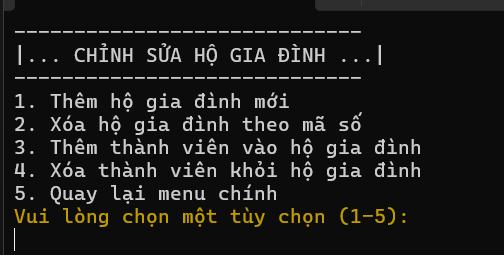 -----------------------------
|... CHỈNH SỬA HỘ GIA ĐÌNH ...|
-----------------------------
1. Thêm hộ gia đình mới
2. Xóa hộ gia đình theo mã số
3. Thêm thành viên vào hộ gia đình
4. Xóa thành viên khỏi hộ gia đình
5. Quay lại menu chính
Vui lòng chọn một tùy chọn (1-5):